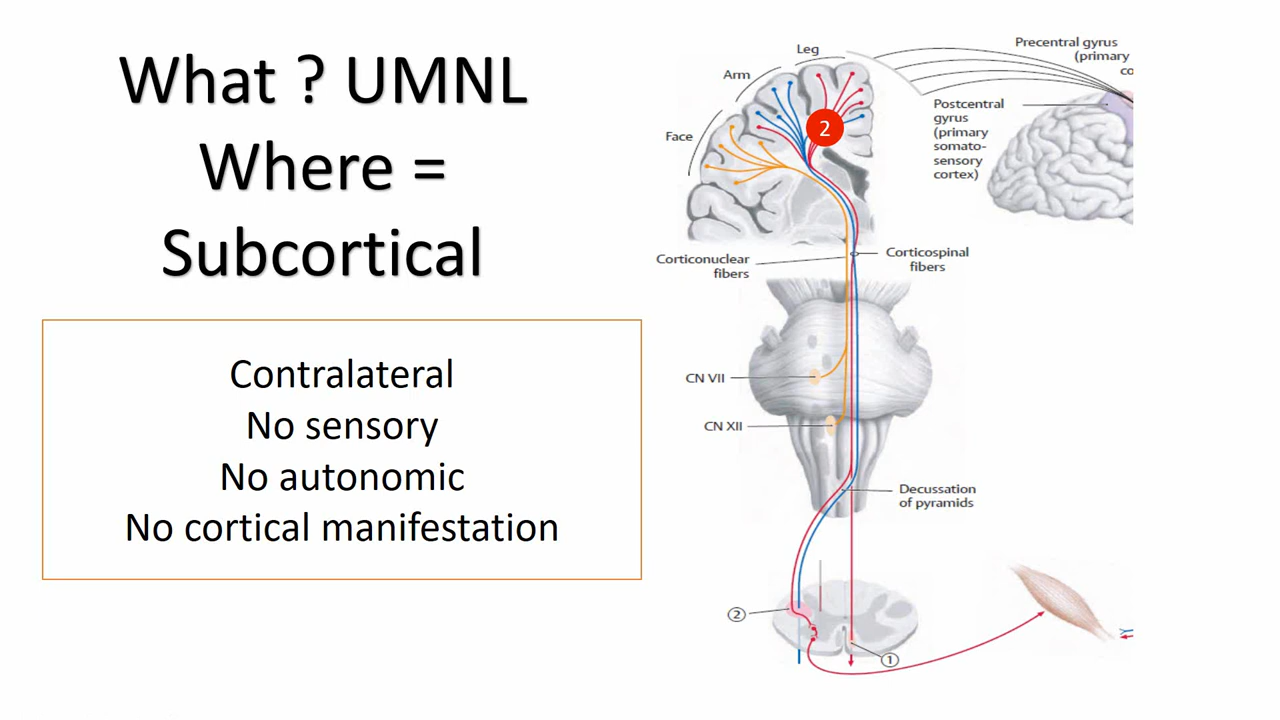 What ? UMNL
Where =
Subcortical
Contralateral
No sensory
No autonomic
No cortical manifestation
Leg
Arm
Face
2
Precentral gyrus
(primary
co
Postcentral
gyrus
(primary
somato-
sensory
cortex)
Corticonuclear
fibers
Corticospinal
fibers
CN VII
CN XII
Decussation
of pyramids
2
1